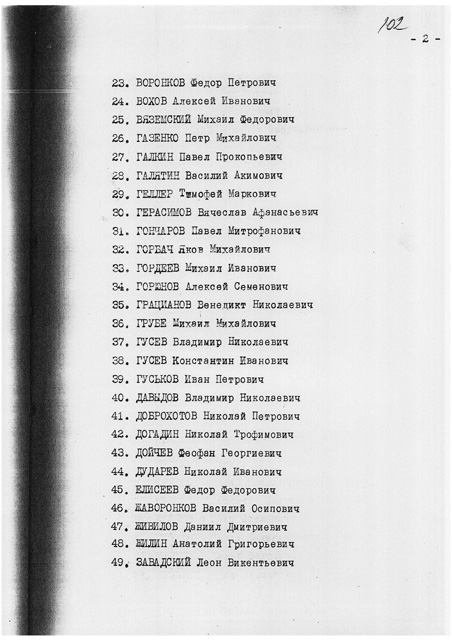 102
- 2 -
23. ВОРОНКОВ Федор Петрович
24. ВОХОВ Алексей Иванович
25. ВЯЗЕМСКИЙ Михаил Федорович
26. ГАЗЕНКО Петр Михайлович
27. ГАЛКИН Павел Прокопьевич
28. ГАЛЯТИН Василий Акимович
29. ГЕЛЛЕР Тимофей Маркович
30. ГЕРАСИМОВ Вячеслав Афанасьевич
31. ГОНЧАРОВ Павел Митрофанович
32. ГОРБАЧ Яков Михайлович
33. ГОРДЕЕВ Михаил Иванович
34. ГОРЮНОВ Алексей Семенович
35. ГРАЦИАНОВ Бенедикт Николаевич
36. ГРУБЕ Михаил Михайлович
37. ГУСЕВ Владимир Николаевич
38. ГУСЕВ Константин Иванович
39. ГУСЬКОВ Иван Петрович
40. ДАВЫДОВ Владимир Николаевич
41. ДОБРОХОТОВ Николай Петрович
42. ДОГАДИН Николай Трофимович
43. ДОЙЧЕВ Феофан Георгиевич
44. ДУДАРЕВ Николай Иванович
45. ЕЛИСЕЕВ Федор Федорович
46. ЖАВОРОНКОВ Василий Осипович
47. ЖИВИЛОВ Даниил Дмитриевич
48. ЖИЛИН Анатолий Григорьевич
49. ЗАВАДСКИЙ Леон Викентьевич